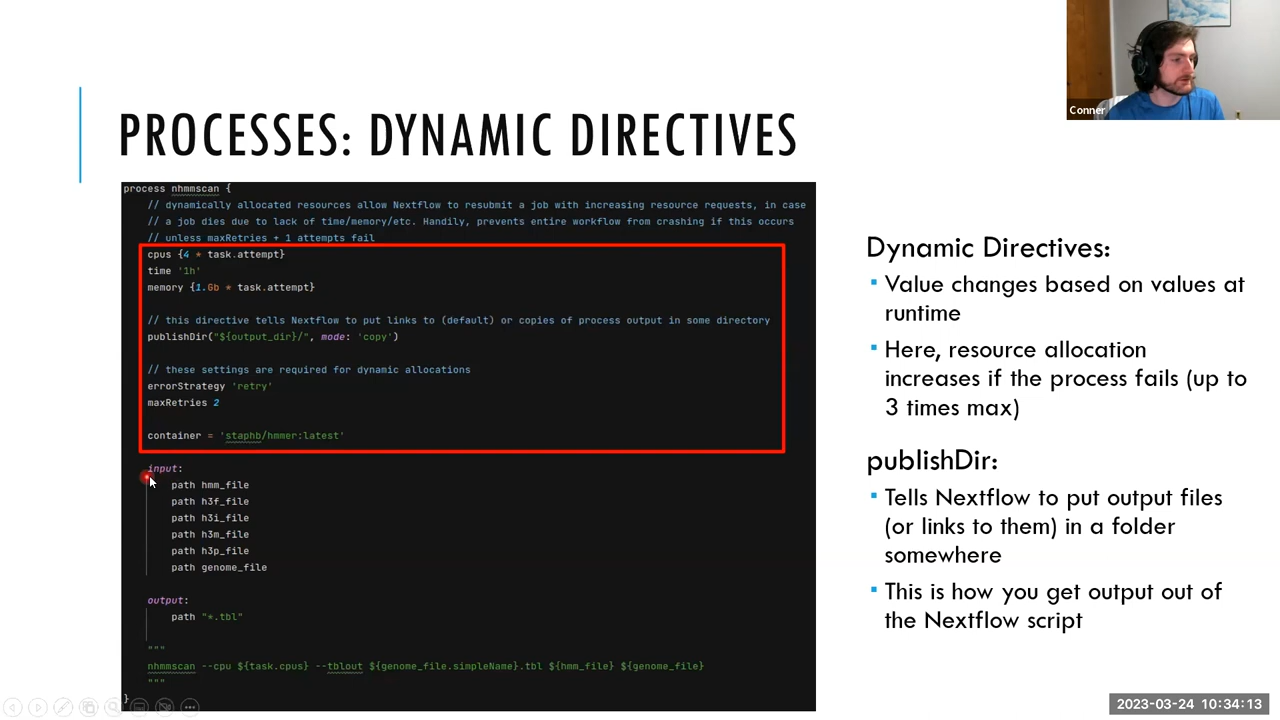 Conner
PROCESSES: DYNAMIC DIRECTIVES
process nhmmscan {
// dynamically allocated resources allow Nextflow to resubmit a job with increasing resource requests, in case
// a job dies due to lack of time/memory/etc. Handily, prevents entire workflow from crashing if this occurs
// unless maxRetries + 1 attempts fail
cpus {4 * task.attempt}
time '1h'
memory {1.Gb * task.attempt}
// this directive tells Nextflow to put links to (default) or copies of process output in some directory
publishDir("${output_dir}/", mode: 'copy')
// these settings are required for dynamic allocations
errorStrategy 'retry'
maxRetries 2
container = 'staphb/hmmer:latest'
input:
path hmm_file
path h3f_file
path h3i_file
path h3m_file
path h3p_file
path genome_file
output:
path "*.tbl"
"""
nhmmscan --cpu ${task.cpus} --tblout ${genome_file.simpleName}.tbl ${hmm_file} ${genome_file}
"""
}
Dynamic Directives:
Value changes based on values at
runtime
Here, resource allocation
increases if the process fails (up to
3 times max)
publishDir:
Tells Nextflow to put output files
(or links to them) in a folder
somewhere
This is how you get output out of
the Nextflow script
2023-03-24 10:34:13